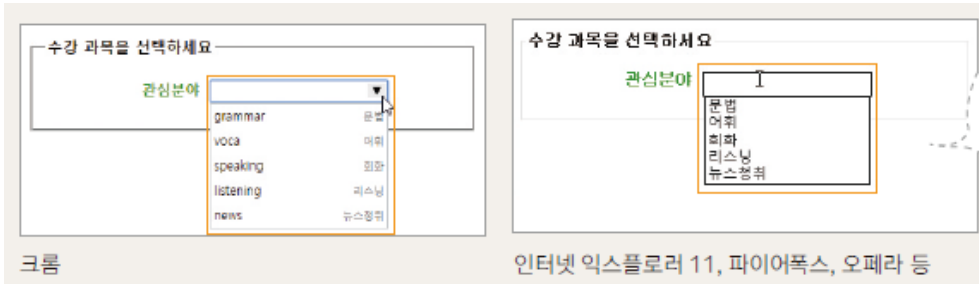 수강 과목을 선택하세요
관심분야
grammar 문법
voca 어휘
speaking 회화
listening 리스닝
news 뉴스청취
크롬
수강 과목을 선택하세요
관심분야
문법
어휘
회화
리스닝
뉴스청취
인터넷 익스플로러 11, 파이어폭스, 오페라 등